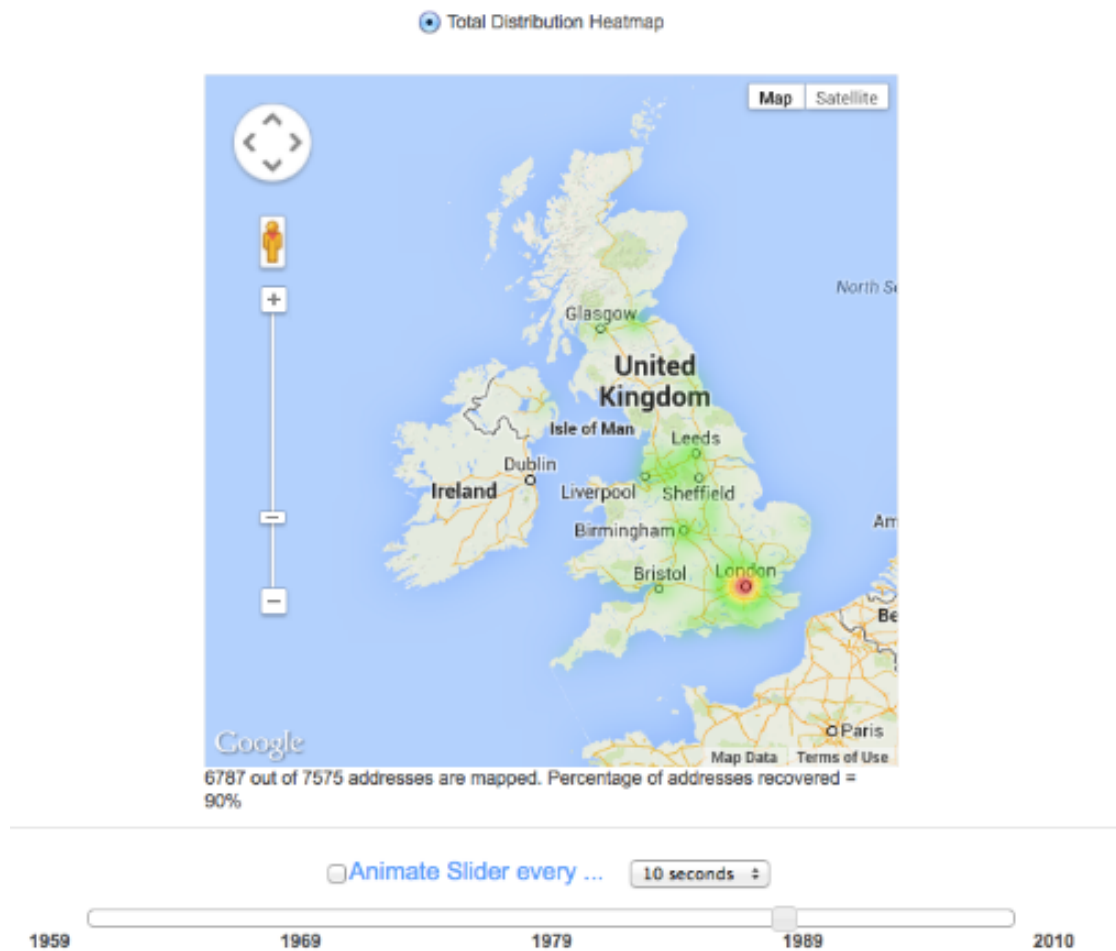 Total Distribution Heatmap
Map Satellite
North Se
Glasgow
United
Kingdom
Isle of Man
Leeds
Dublin
Ireland
Liverpool
Sheffield
Birmingham
Am
London
Bristol
Be
Paris
Google
Map Data Terms of Use
6787 out of 7575 addresses are mapped. Percentage of addresses recovered =
90%
Animate Slider every ... 10 seconds
1959 1969 1979 1989 2010